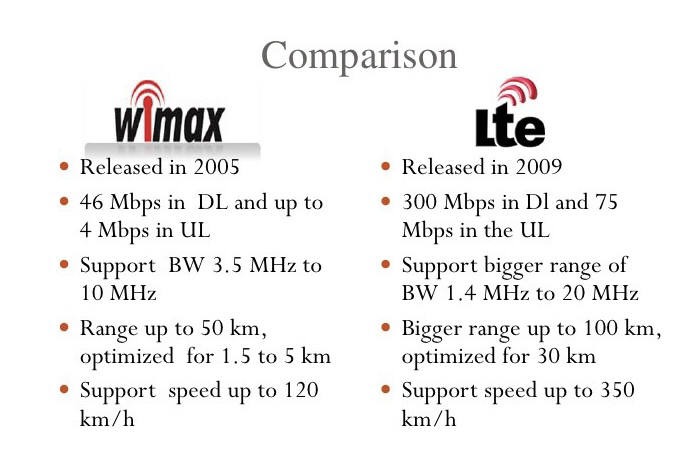 Comparison
wimax
Released in 2005
46 Mbps in DL and up to
4 Mbps in UL
Support BW 3.5 MHz to
10 MHz
Range up to 50 km,
optimized for 1.5 to 5 km
Support speed up to 120
km/h
Lte
Released in 2009
300 Mbps in Dl and 75
Mbps in the UL
Support bigger range of
BW 1.4 MHz to 20 MHz
Bigger range up to 100 km,
optimized for 30 km
Support speed up to 350
km/h